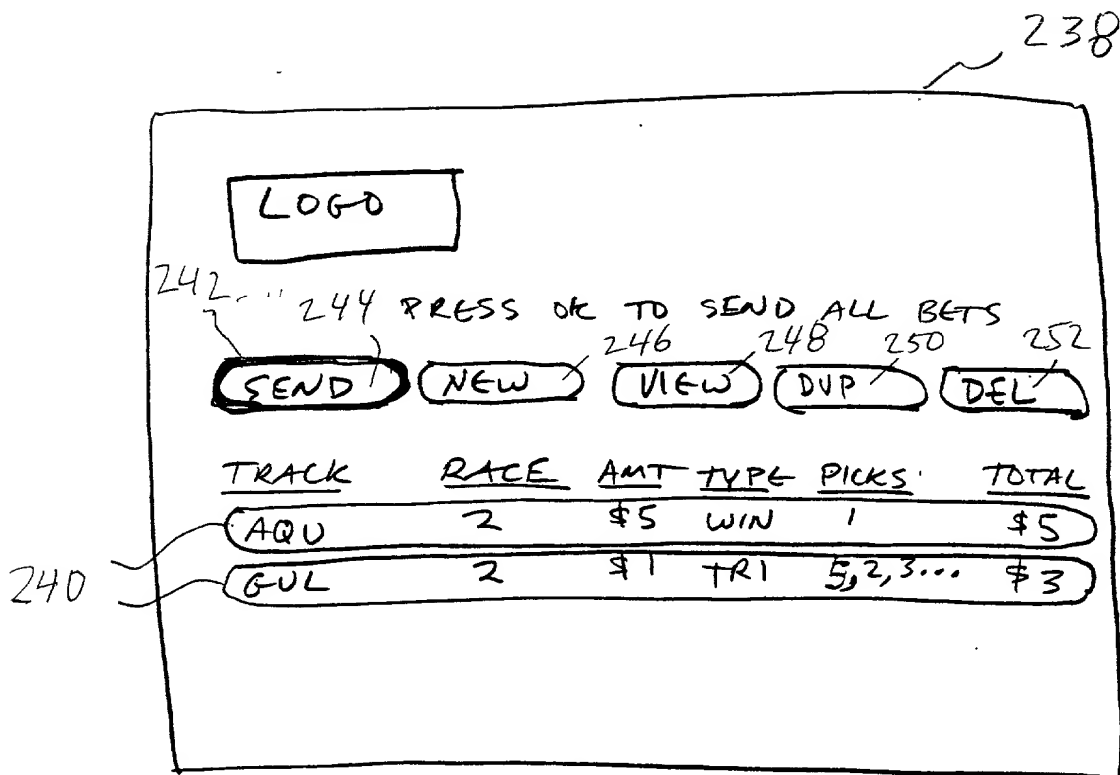 238
LOGO
242 244 PRESS OK TO SEND ALL BETS
246 248 250 252
SEND NEW VIEW DUP DEL
TRACK RACE AMT TYPE PICKS TOTAL
AQU 2 $5 WIN 1 $5
240
GUL 2 $1 TRI 5,2,3... $3